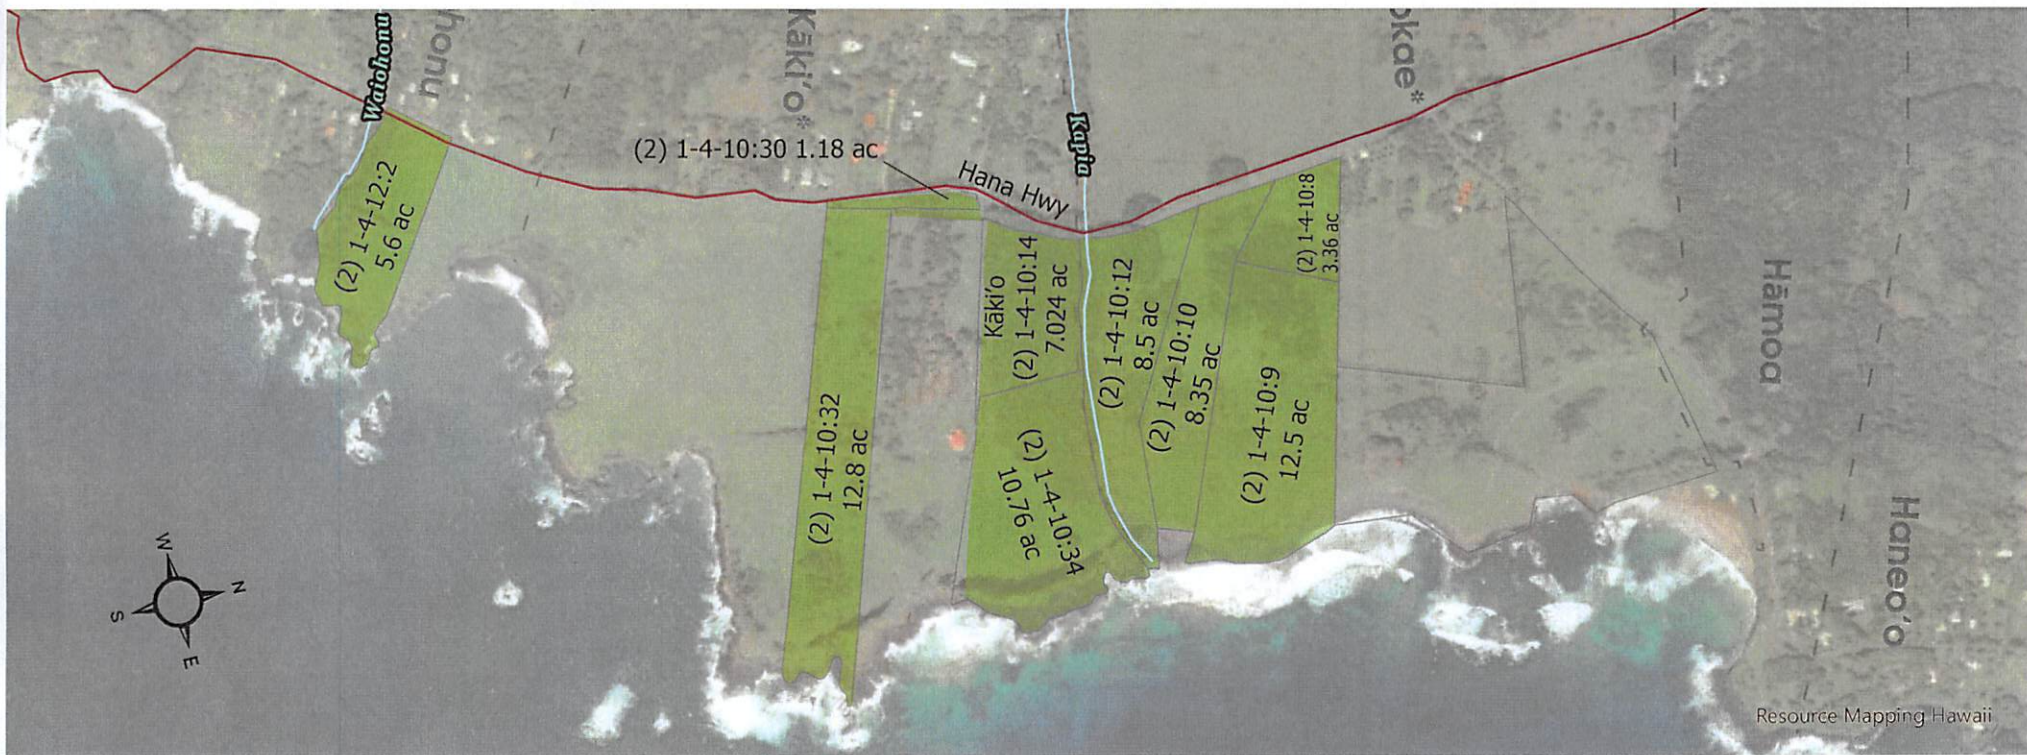 Waiohonu
honu
Kāki‘o*
okae*
(2) 1-4-10:30 1.18 ac
Hana Hwy
Kapia
(2) 1-4-12:2
5.6 ac
Kāki‘o
(2) 1-4-10:14
7.024 ac
(2) 1-4-10:12
8.5 ac
(2) 1-4-10:10
8.35 ac
(2) 1-4-10:8
3.36 ac
(2) 1-4-10:9
12.5 ac
(2) 1-4-10:32
12.8 ac
(2) 1-4-10:34
10.76 ac
Hāmoa
Haneo‘o
W
N
S
E
Resource Mapping Hawaii